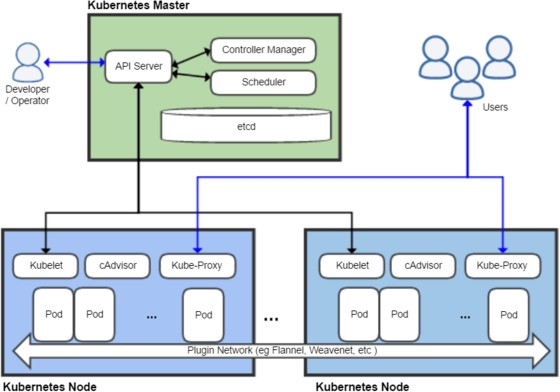 Kubernetes Master
API Server
Controller Manager
Scheduler
etcd
Developer
/ Operator
Users
Kubelet
cAdvisor
Kube-Proxy
Pod
Pod
...
Pod
...
Kubelet
cAdvisor
Kube-Proxy
Pod
Pod
...
Pod
Plugin Network (eg Flannel, Weavenet, etc )
Kubernetes Node
Kubernetes Node